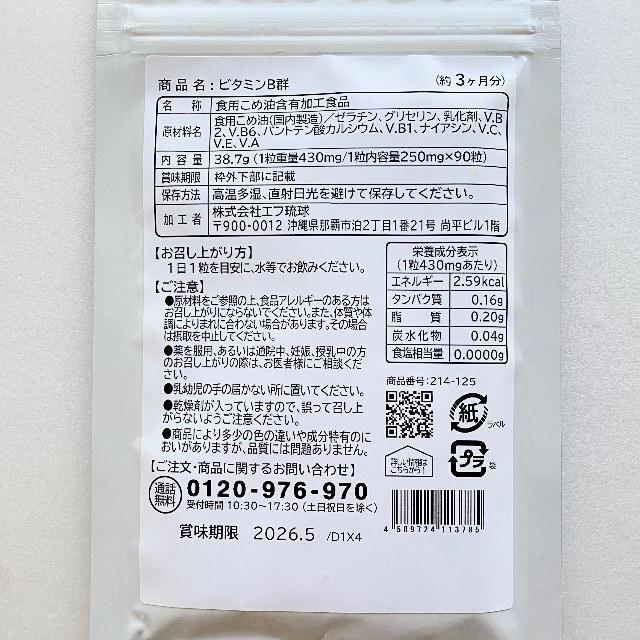 商品名:ビタミンB群 (約3ヶ月分)
名 称 食用こめ油含有加工食品
原材料名 食用こめ油(国内製造)/ゼラチン、グリセリン、乳化剤、V.B
2、V.B6、パントテン酸カルシウム、V.B1、ナイアシン、V.C、
V.E、V.A
内 容 量 38.7g (1粒重量430mg/1粒内容量250mg×90粒)
賞味期限 枠外下部に記載
保存方法 高温多湿、直射日光を避けて保存してください。
加 工 者 株式会社エフ琉球
〒900-0012 沖縄県那覇市泊2丁目1番21号 尚平ビル1階
【お召し上がり方】
1日1粒を目安に、水等でお飲みください。
【ご注意】
●原材料をご参照の上、食品アレルギーのある方は
お召し上がりにならないでください。また、体質や体
調によりまれに合わない場合があります。その場合
は摂取を中止してください。
●薬を服用、あるいは通院中、妊娠、授乳中の方
のお召し上がりの際は、お医者様にご相談くださ
い。
●乳幼児の手の届かない所に置いてください。
●乾燥剤が入っていますので、誤って召し上
がらないようご注意ください。
●商品により多少の色の違いや成分特有のに
おいがありますが、品質には問題ありません。
栄養成分表示
(1粒430mgあたり)
エネルギー 2.59kcal
タンパク質 0.16g
脂 質 0.20g
炭水化物 0.04g
食塩相当量 0.0000g
商品番号:214-125
詳しい情報は
こちらから!
紙
ラベル
プラ
袋
【ご注文・商品に関するお問い合わせ】
通話
無料 0120-976-970
受付時間 10:30~17:30 (土日祝日を除く)
賞味期限 2026.5 /D1X4
4 589724 113785